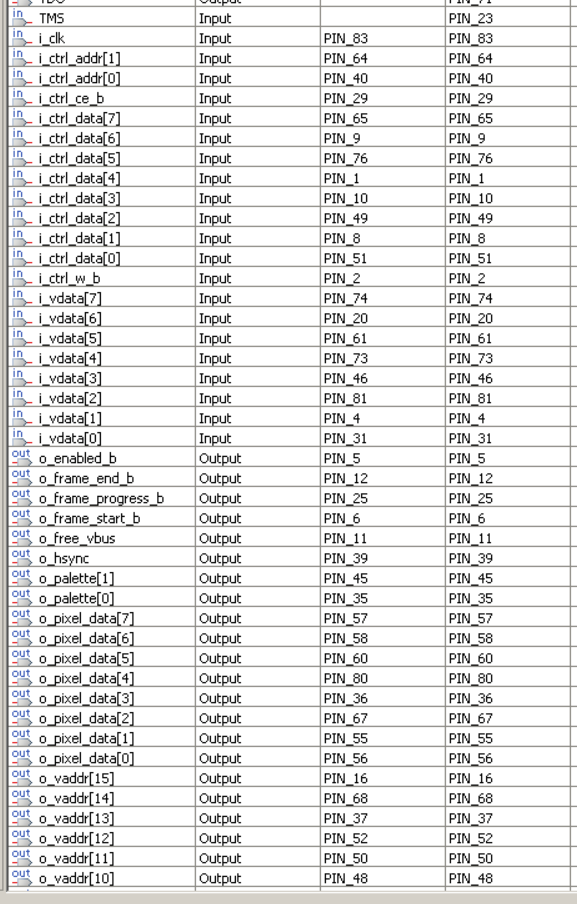 TDO Output PIN_71
in TMS Input PIN_23
in i_clk Input PIN_83 PIN_83
in i_ctrl_addr[1] Input PIN_64 PIN_64
in i_ctrl_addr[0] Input PIN_40 PIN_40
in i_ctrl_ce_b Input PIN_29 PIN_29
in i_ctrl_data[7] Input PIN_65 PIN_65
in i_ctrl_data[6] Input PIN_9 PIN_9
in i_ctrl_data[5] Input PIN_76 PIN_76
in i_ctrl_data[4] Input PIN_1 PIN_1
in i_ctrl_data[3] Input PIN_10 PIN_10
in i_ctrl_data[2] Input PIN_49 PIN_49
in i_ctrl_data[1] Input PIN_8 PIN_8
in i_ctrl_data[0] Input PIN_51 PIN_51
in i_ctrl_w_b Input PIN_2 PIN_2
in i_vdata[7] Input PIN_74 PIN_74
in i_vdata[6] Input PIN_20 PIN_20
in i_vdata[5] Input PIN_61 PIN_61
in i_vdata[4] Input PIN_73 PIN_73
in i_vdata[3] Input PIN_46 PIN_46
in i_vdata[2] Input PIN_81 PIN_81
in i_vdata[1] Input PIN_4 PIN_4
in i_vdata[0] Input PIN_31 PIN_31
out o_enabled_b Output PIN_5 PIN_5
out o_frame_end_b Output PIN_12 PIN_12
out o_frame_progress_b Output PIN_25 PIN_25
out o_frame_start_b Output PIN_6 PIN_6
out o_free_vbus Output PIN_11 PIN_11
out o_hsync Output PIN_39 PIN_39
out o_palette[1] Output PIN_45 PIN_45
out o_palette[0] Output PIN_35 PIN_35
out o_pixel_data[7] Output PIN_57 PIN_57
out o_pixel_data[6] Output PIN_58 PIN_58
out o_pixel_data[5] Output PIN_60 PIN_60
out o_pixel_data[4] Output PIN_80 PIN_80
out o_pixel_data[3] Output PIN_36 PIN_36
out o_pixel_data[2] Output PIN_67 PIN_67
out o_pixel_data[1] Output PIN_55 PIN_55
out o_pixel_data[0] Output PIN_56 PIN_56
out o_vaddr[15] Output PIN_16 PIN_16
out o_vaddr[14] Output PIN_68 PIN_68
out o_vaddr[13] Output PIN_37 PIN_37
out o_vaddr[12] Output PIN_52 PIN_52
out o_vaddr[11] Output PIN_50 PIN_50
out o_vaddr[10] Output PIN_48 PIN_48